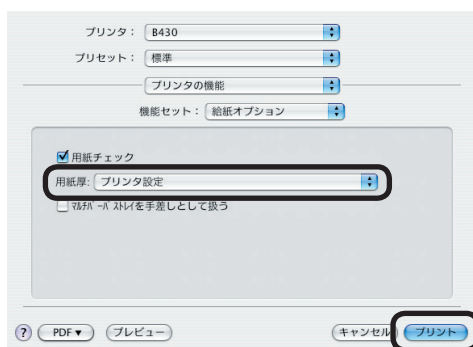 プリンタ： B430
プリセット： 標準
プリンタの機能
機能セット： 給紙オプション
用紙チェック
用紙厚： プリンタ設定
マルチパーパストレイを手差しとして扱う
? PDF▼ プレビュー キャンセル プリント